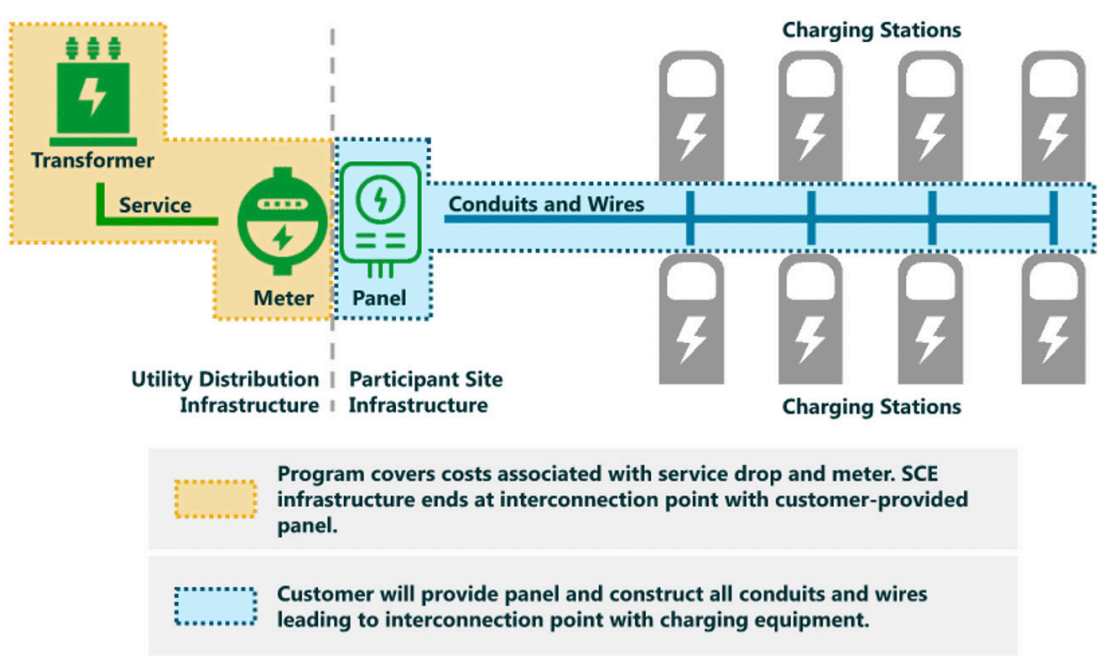 Charging Stations
Transformer
Service
Conduits and Wires
Meter
Panel
Utility Distribution
Infrastructure
Participant Site
Infrastructure
Charging Stations
Program covers costs associated with service drop and meter. SCE
infrastructure ends at interconnection point with customer-provided
panel.
Customer will provide panel and construct all conduits and wires
leading to interconnection point with charging equipment.